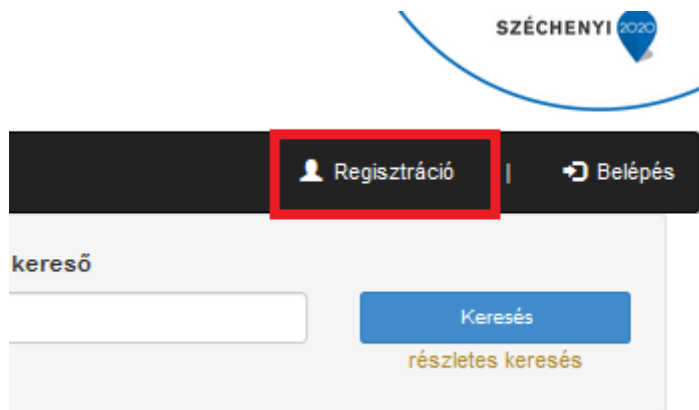 SZÉCHENYI 2020
Regisztráció | Belépés
kereső
Keresés
részletes keresés